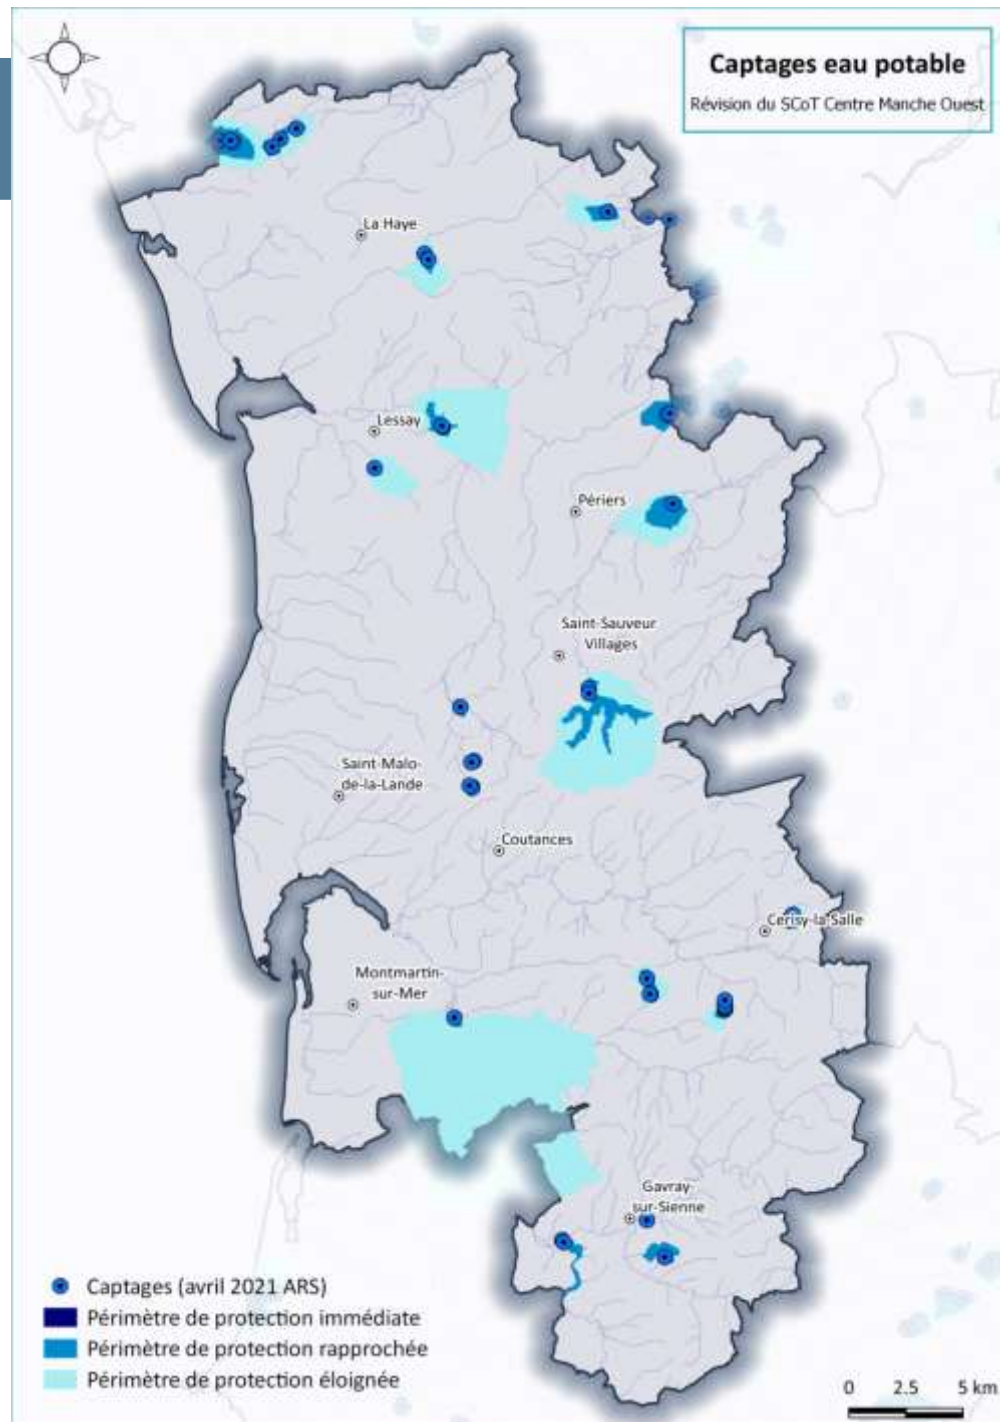 Captages eau potable
Révision du SCoT Centre Manche Ouest
La Haye
Lessay
Périers
Saint-Sauveur
Villages
Saint-Malo-
de-la-Lande
Coutances
Cerisy-la-Salle
Montmartin-
sur-Mer
Gavray-
sur-Sienne
Captages (avril 2021 ARS)
Périmètre de protection immédiate
Périmètre de protection rapprochée
Périmètre de protection éloignée
0 2.5 5 km